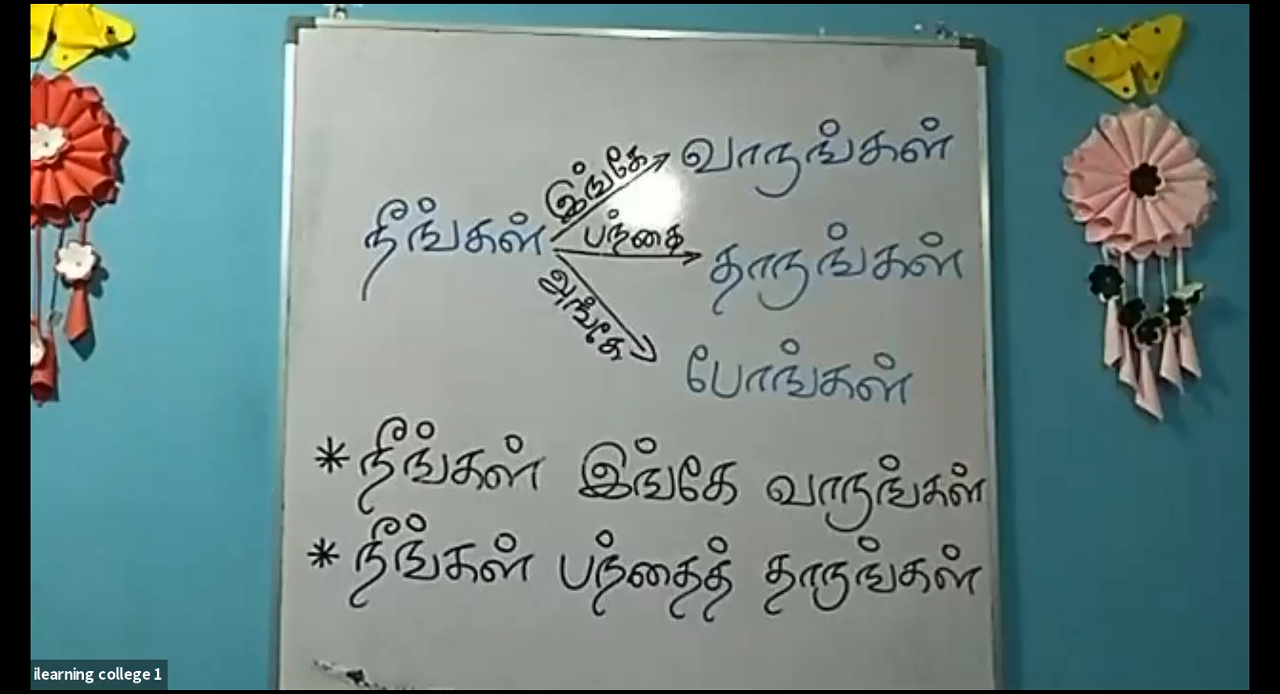 இங்கே வாருங்கள்
நீங்கள் பந்தை தாருங்கள்
அங்கே போங்கள்
* நீங்கள் இங்கே வாருங்கள்
* நீங்கள் பந்தைத் தாருங்கள்
ilearning college 1